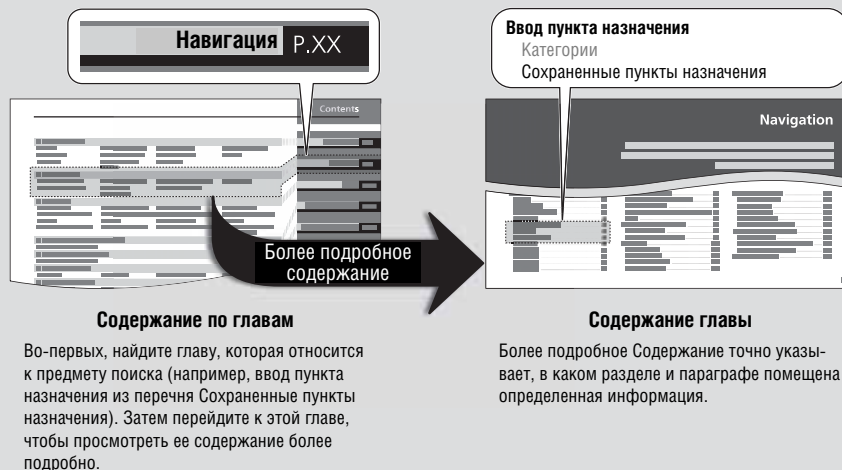 Навигация P.XX
Contents
Ввод пункта назначения
Категории
Сохраненные пункты назначения
Navigation
Более подробное
содержание
Содержание по главам
Во-первых, найдите главу, которая относится
к предмету поиска (например, ввод пункта
назначения из перечня Сохраненные пункты
назначения). Затем перейдите к этой главе,
чтобы просмотреть ее содержание более
подробно.
Содержание главы
Более подробное Содержание точно указы-
вает, в каком разделе и параграфе помещена
определенная информация.